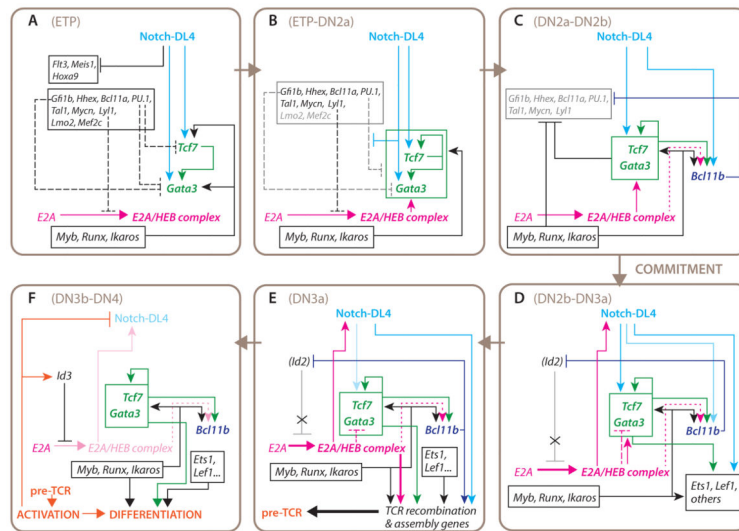 A (ETP)
Notch-DL4
Flt3, Meis1,
Hoxa9
Gfi1b, Hhex, Bcl11a, PU.1,
Tal1, Mycn, Lyl1,
Lmo2, Mef2c
Tcf7
Gata3
E2A
E2A/HEB complex
Myb, Runx, Ikaros
B (ETP-DN2a)
Notch-DL4
Gfi1b, Hhex, Bcl11a, PU.1,
Tal1, Mycn, Lyl1,
Lmo2, Mef2c
Tcf7
Gata3
E2A
E2A/HEB complex
Myb, Runx, Ikaros
C (DN2a-DN2b)
Notch-DL4
Gfi1b, Hhex, Bcl11a, PU.1,
Tal1, Mycn, Lyl1
Tcf7
Gata3
Bcl11b
E2A
E2A/HEB complex
Myb, Runx, Ikaros
COMMITMENT
F (DN3b-DN4)
Notch-DL4
Id3
Tcf7
Gata3
Bcl11b
E2A
E2A/HEB complex
Myb, Runx, Ikaros
Ets1,
Lef1...
pre-TCR
ACTIVATION
DIFFERENTIATION
E (DN3a)
Notch-DL4
(Id2)
Tcf7
Gata3
X
Bcl11b
E2A
E2A/HEB complex
Myb, Runx, Ikaros
Ets1,
Lef1...
pre-TCR
TCR recombination
& assembly genes
D (DN2b-DN3a)
Notch-DL4
(Id2)
Tcf7
Gata3
X
Bcl11b
E2A
E2A/HEB complex
Myb, Runx, Ikaros
Ets1, Lef1,
others